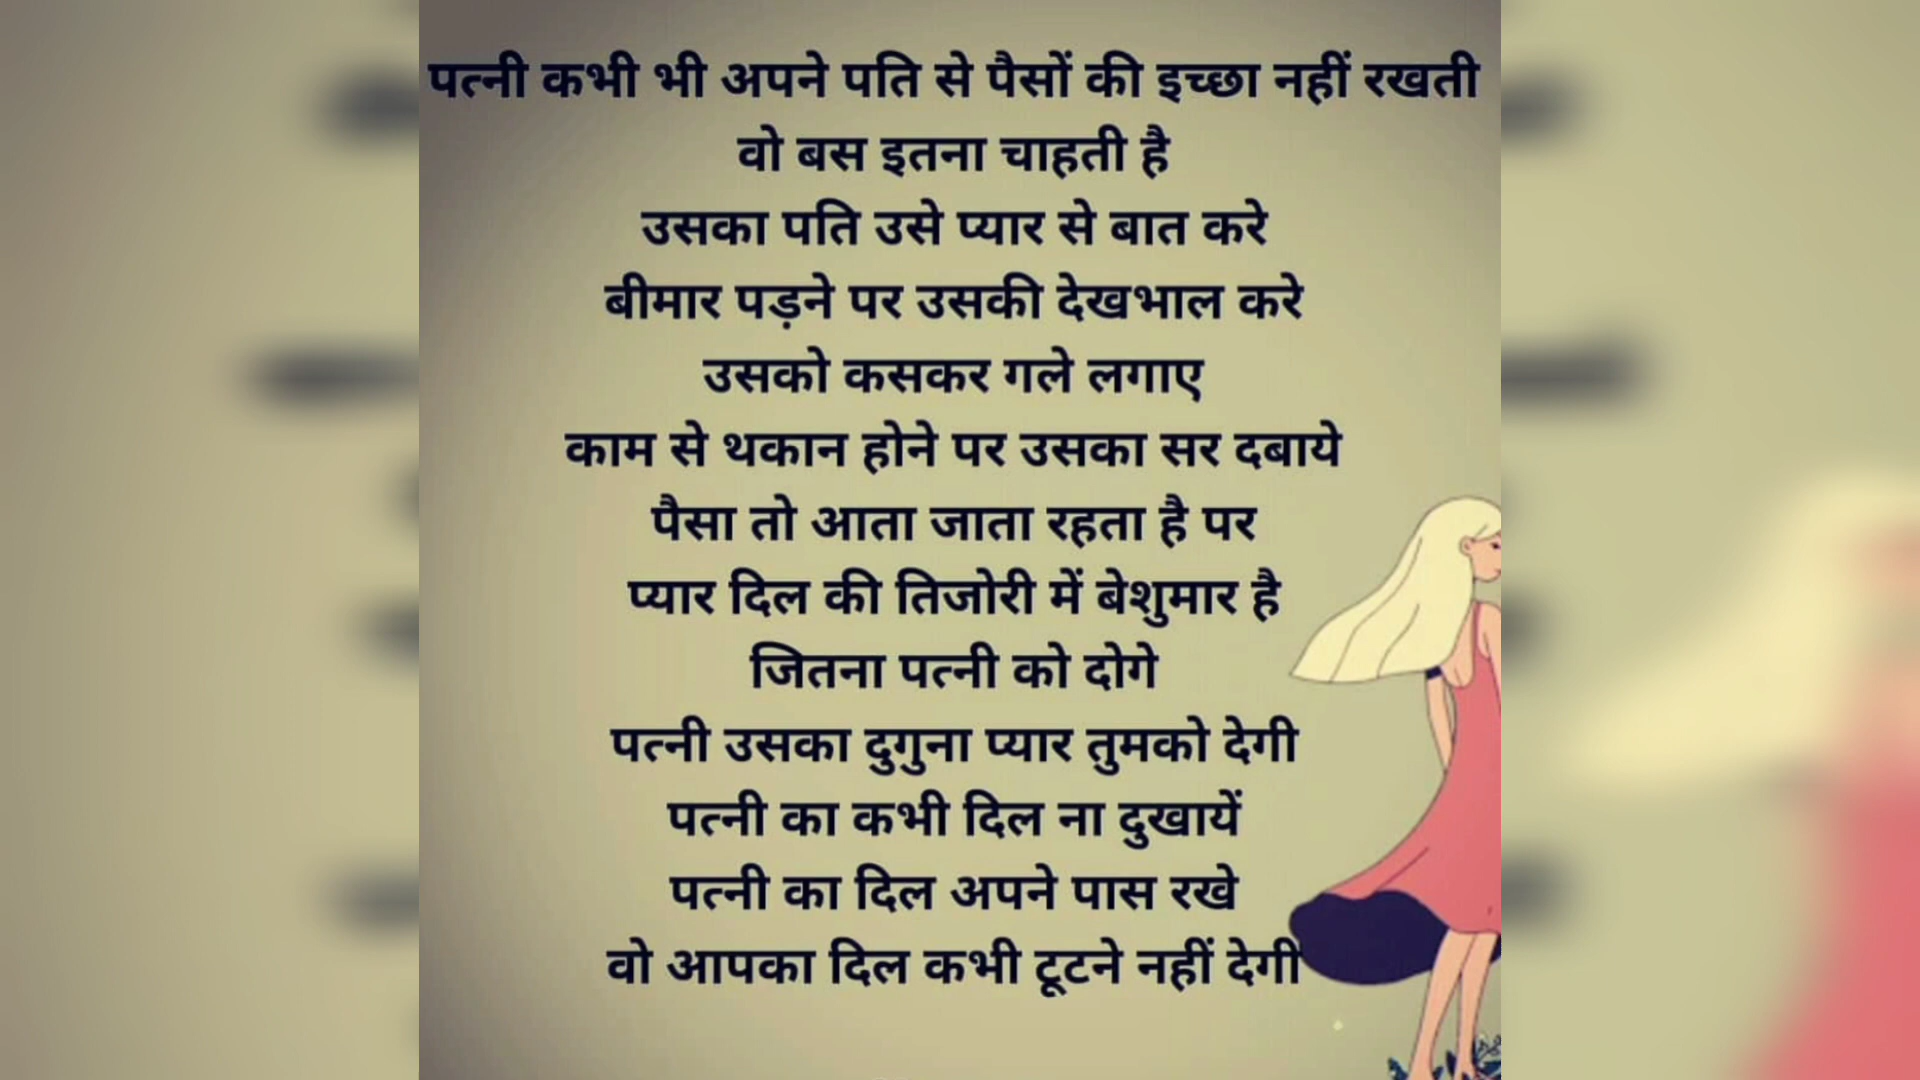 पत्नी कभी भी अपने पति से पैसों की इच्छा नहीं रखती
वो बस इतना चाहती है
उसका पति उसे प्यार से बात करे
बीमार पड़ने पर उसकी देखभाल करे
उसको कसकर गले लगाए
काम से थकान होने पर उसका सर दबाये
पैसा तो आता जाता रहता है पर
प्यार दिल की तिजोरी में बेशुमार है
जितना पत्नी को दोगे
पत्नी उसका दुगुना प्यार तुमको देगी
पत्नी का कभी दिल ना दुखायें
पत्नी का दिल अपने पास रखे
वो आपका दिल कभी टूटने नहीं देगी